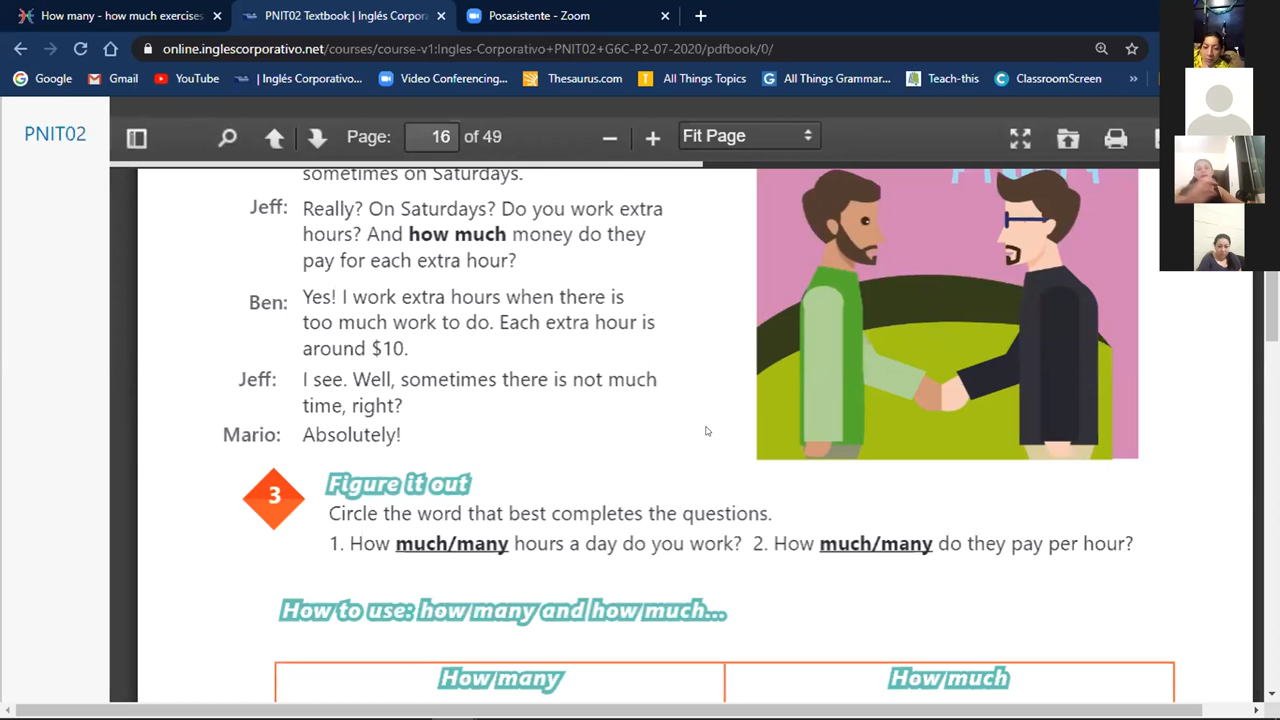 How many - how much exercises
PNIT02 Textbook | Inglés Corpora
Posasistente - Zoom
online.inglescorporativo.net/courses/course-v1:Ingles-Corporativo+PNIT02+G6C-P2-07-2020/pdfbook/0/
Google
Gmail
YouTube
| Inglés Corporativo...
Video Conferencing...
Thesaurus.com
All Things Topics
All Things Grammar...
Teach-this
ClassroomScreen
»
PNIT02
Page: 16 of 49
Fit Page
sometimes on Saturdays.
Jeff: Really? On Saturdays? Do you work extra
hours? And how much money do they
pay for each extra hour?
Ben: Yes! I work extra hours when there is
too much work to do. Each extra hour is
around $10.
Jeff: I see. Well, sometimes there is not much
time, right?
Mario: Absolutely!
3 Figure it out
Circle the word that best completes the questions.
1. How much/many hours a day do you work? 2. How much/many do they pay per hour?
How to use: how many and how much...
How many
How much